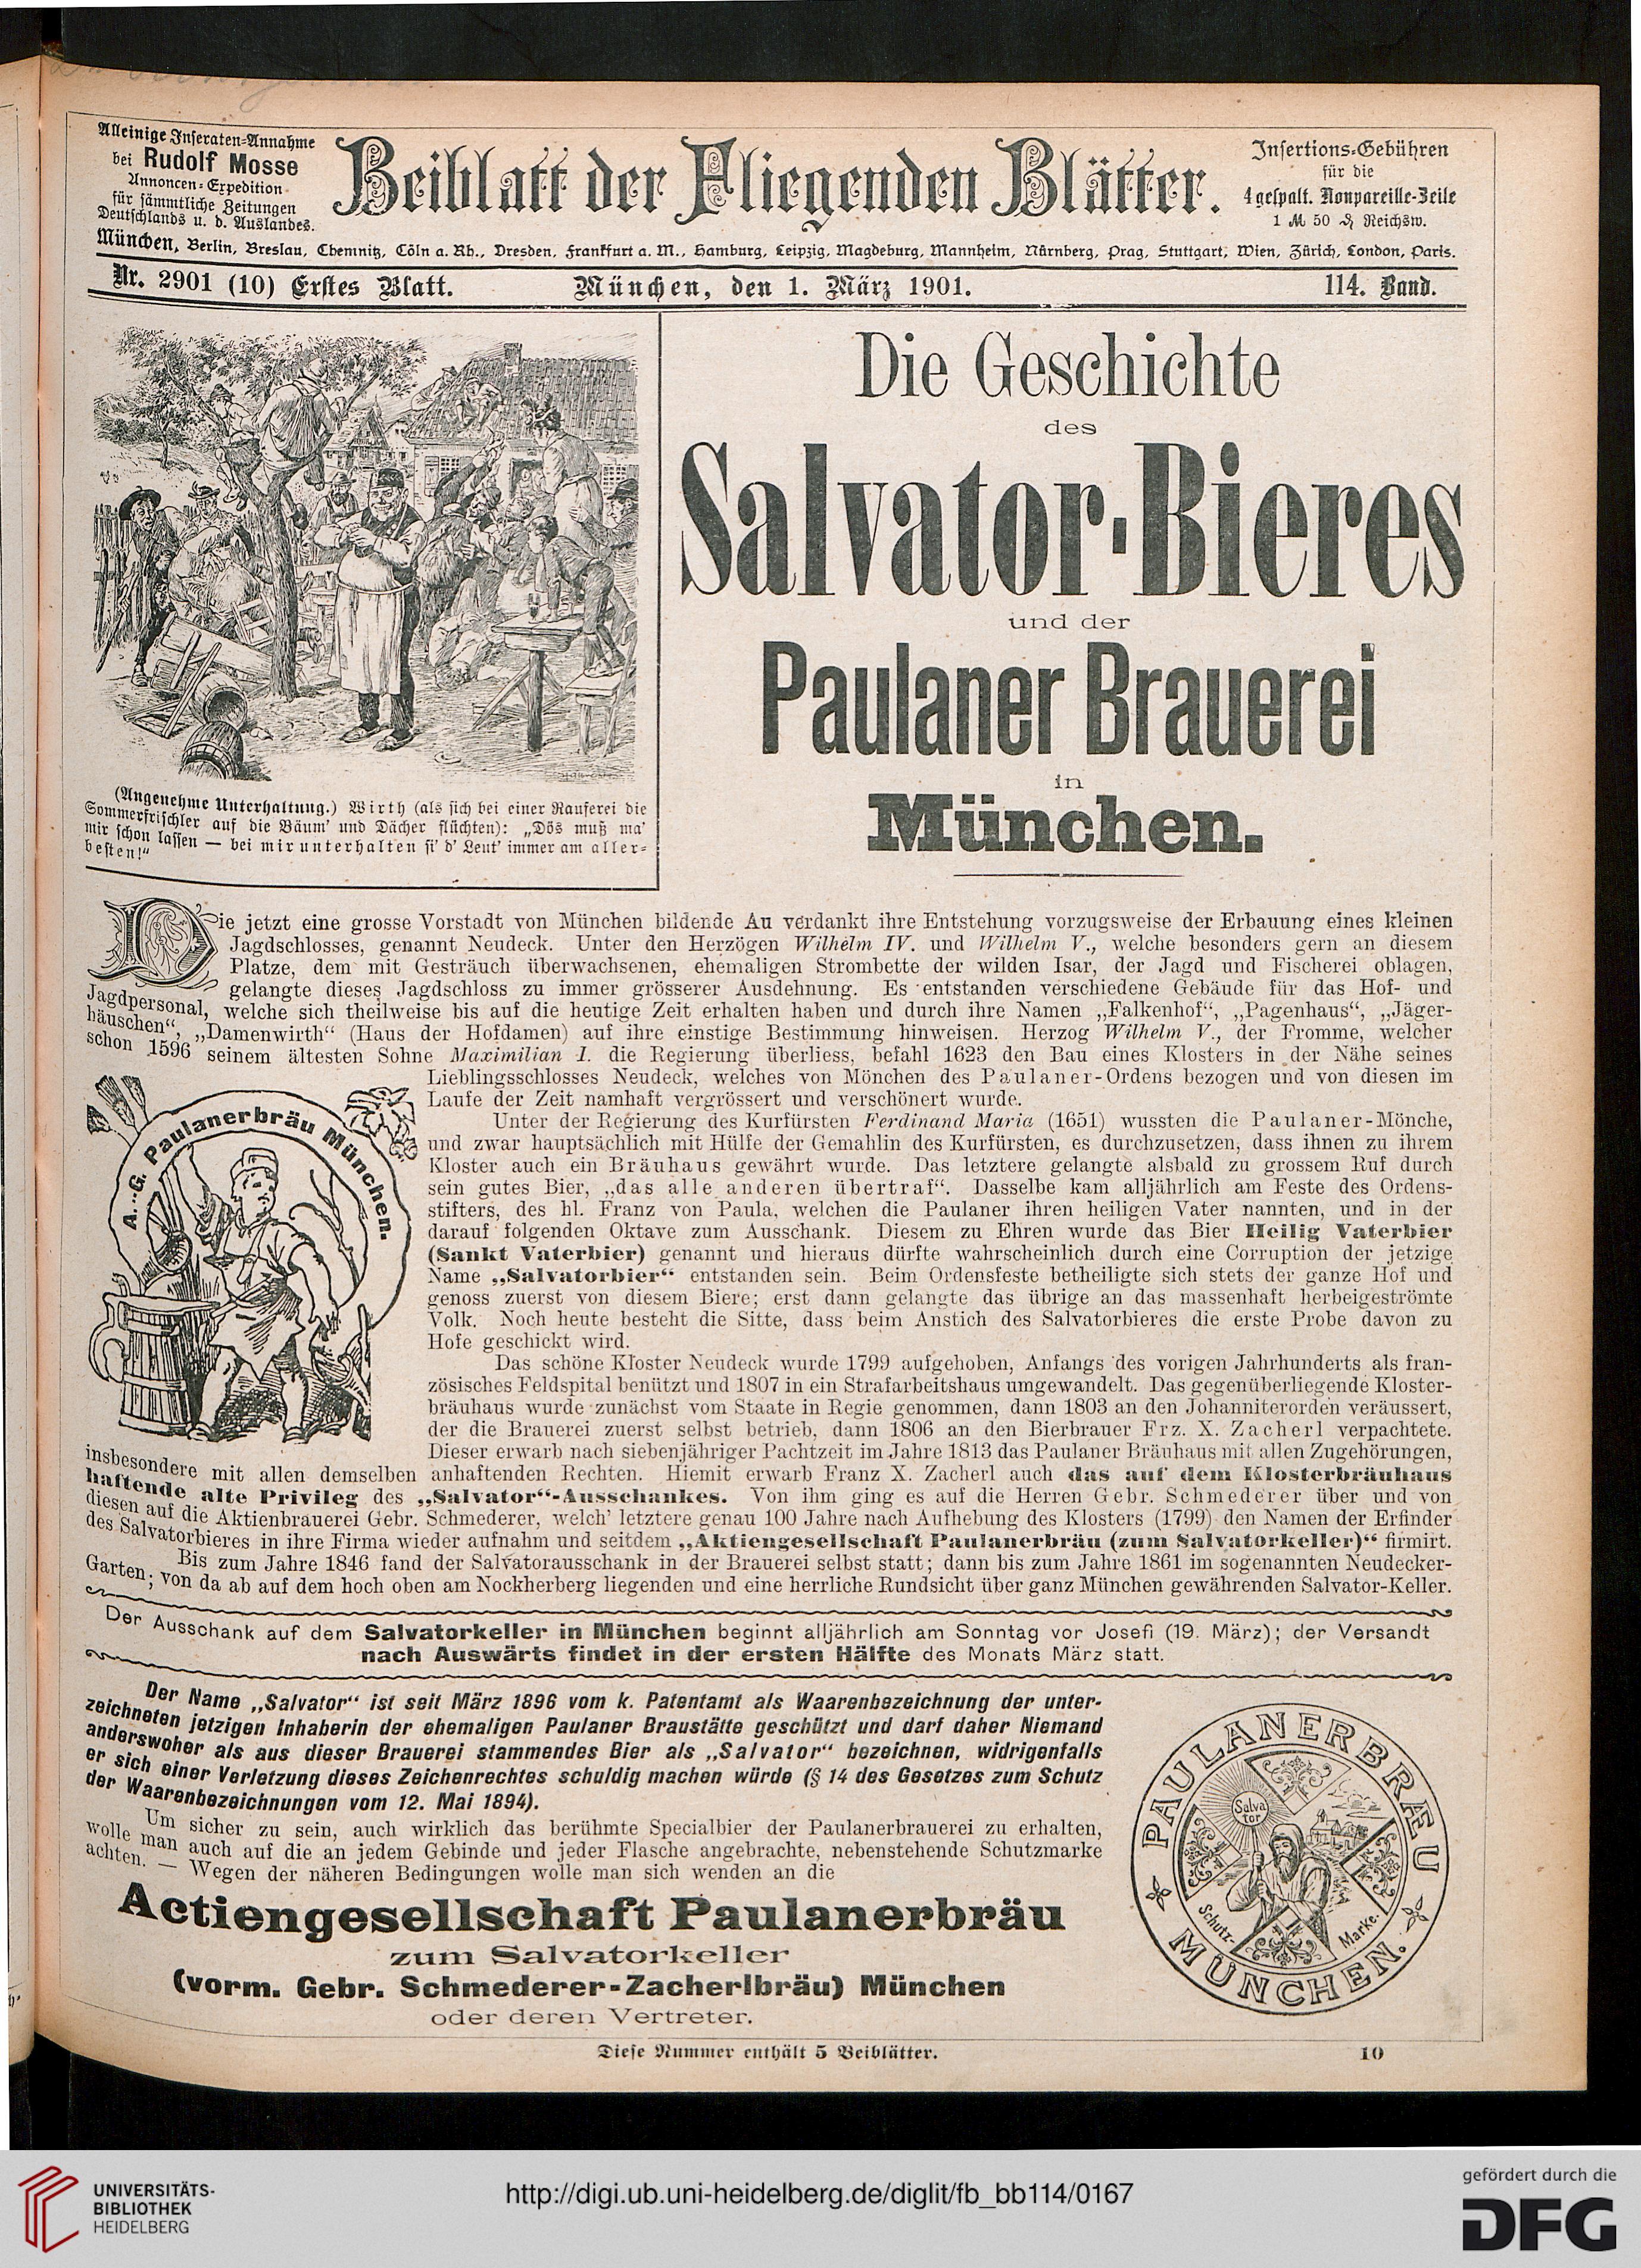 Alleinige Inseraten-Annahme
bei Rudolf Mosse
Annoncen-Expedition
für sämmtliche Zeitungen
Deutschlands u. d. Auslandes.
Beiblatt der Fliegenden Blätter.
Insertions-Gebühren
für die
4 gespalt. Nonpareille-Zeile
1 ℳ 50 ₰ Reichsw.
München, Berlin, Breslau, Chemnitz, Cöln a. Rh., Dresden, Frankfurt a. M., Hamburg, Leipzig, Magdeburg, Mannheim, Nürnberg, Prag, Stuttgart, Wien, Zürich, London, Paris.
Nr. 2901 (10) Erstes Blatt. München, den 1. März 1901. 114. Band.
(Angenehme Unterhaltung.) Wirth (als sich bei einer Rauferei die
Sommerfrischler auf die Bäum' und Dächer flüchten): „Dös muß ma'
mir schon lassen — bei mir unterhalten si' d' Leut' immer am aller-
besten!“
Die Geschichte
des
Salvator-Bieres
und der
Paulaner Brauerei
in
München.
Die jetzt eine grosse Vorstadt von München bildende Au verdankt ihre Entstehung vorzugsweise der Erbauung eines kleinen
Jagdschlosses, genannt Neudeck. Unter den Herzögen Wilhelm IV. und Wilhelm V., welche besonders gern an diesem
Platze, dem mit Gesträuch überwachsenen, ehemaligen Strombette der wilden Isar, der Jagd und Fischerei oblagen,
gelangte dieses Jagdschloss zu immer grösserer Ausdehnung. Es entstanden verschiedene Gebäude für das Hof- und
Jagdpersonal, welche sich theilweise bis auf die heutige Zeit erhalten haben und durch ihre Namen „Falkenhof“, „Pagenhaus“, „Jäger-
häuschen“, „Damenwirth“ (Haus der Hofdamen) auf ihre einstige Bestimmung hinweisen. Herzog Wilhelm V., der Fromme, welcher
schon 1596 seinem ältesten Sohne Maximilian I. die Regierung überliess, befahl 1623 den Bau eines Klosters in der Nähe seines
Lieblingsschlosses Neudeck, welches von Mönchen des Paulaner-Ordens bezogen und von diesen im
Laufe der Zeit namhaft vergrössert und verschönert wurde.
Unter der Regierung des Kurfürsten Ferdinand Maria (1651) wussten die Paulaner-Mönche,
und zwar hauptsächlich mit Hülfe der Gemahlin des Kurfürsten, es durchzusetzen, dass ihnen zu ihrem
Kloster auch ein Bräuhaus gewährt wurde. Das letztere gelangte alsbald zu grossem Ruf durch
sein gutes Bier, „das alle anderen übertraf“. Dasselbe kam alljährlich am Feste des Ordens-
stifters, des hl. Franz von Paula, welchen die Paulaner ihren heiligen Vater nannten, und in der
darauf folgenden Oktave zum Ausschank. Diesem zu Ehren wurde das Bier Heilig Vaterbier
(Sankt Vaterbier) genannt und hieraus dürfte wahrscheinlich durch eine Corruption der jetzige
Name „Salvatorbier“ entstanden sein. Beim Ordensfeste betheiligte sich stets der ganze Hof und
genoss zuerst von diesem Biere; erst dann gelangte das übrige an das massenhaft herbeigeströmte
Volk. Noch heute besteht die Sitte, dass beim Anstich des Salvatorbieres die erste Probe davon zu
Hofe geschickt wird.
Das schöne Kloster Neudeck wurde 1799 aufgehoben, Anfangs des vorigen Jahrhunderts als fran-
zösisches Feldspital benützt und 1807 in ein Strafarbeitshaus umgewandelt. Das gegenüberliegende Kloster-
bräuhaus wurde zunächst vom Staate in Regie genommen, dann 1803 an den Johanniterorden veräussert,
der die Brauerei zuerst selbst betrieb, dann 1806 an den Bierbrauer Frz. X. Zacherl verpachtete.
Dieser erwarb nach siebenjähriger Pachtzeit im Jahre 1813 das Paulaner Bräuhaus mit allen Zugehörungen,
insbesondere mit allen demselben anhaftenden Rechten. Hiemit erwarb Franz X. Zacherl auch das auf dem Klosterbräuhaus
haftende alte Privileg des „Salvator“-Ausschankes. Von ihm ging es auf die Herren Gebr. Schmederer über und von
diesen auf die Aktienbrauerei Gebr. Schmederer, welch' letztere genau 100 Jahre nach Aufhebung des Klosters (1799) den Namen der Erfinder
des Salvatorbieres in ihre Firma wieder aufnahm und seitdem „Aktiengesellschaft Paulanerbräu (zum Salvatorkeller)“ firmirt.
Bis zum Jahre 1846 fand der Salvatorausschank in der Brauerei selbst statt; dann bis zum Jahre 1861 im sogenannten Neudecker-
Garten; von da ab auf dem hoch oben am Nockherberg liegenden und eine herrliche Rundsicht über ganz München gewährenden Salvator-Keller.
A.-G. Paulanerbräu München.
Der Ausschank auf dem Salvatorkeller in München beginnt alljährlich am Sonntag vor Josefi (19. März); der Versandt
nach Auswärts findet in der ersten Hälfte des Monats März statt.
Der Name „Salvator“ ist seit März 1896 vom k. Patentamt als Waarenbezeichnung der unter-
zeichneten jetzigen Inhaberin der ehemaligen Paulaner Braustätte geschützt und darf daher Niemand
anderswoher als aus dieser Brauerei stammendes Bier als „Salvator“ bezeichnen, widrigenfalls
er sich einer Verletzung dieses Zeichenrechtes schuldig machen würde (§ 14 des Gesetzes zum Schutz
der Waarenbezeichnungen vom 12. Mai 1894).
Um sicher zu sein, auch wirklich das berühmte Specialbier der Paulanerbrauerei zu erhalten,
wolle man auch auf die an jedem Gebinde und jeder Flasche angebrachte, nebenstehende Schutzmarke
achten. — Wegen der näheren Bedingungen wolle man sich wenden an die
Actiengesellschaft Paulanerbräu
zum Salvatorkeller
(vorm. Gebr. Schmederer-Zacherlbräu) München
oder deren Vertreter.
PAULANERBRÆU
MÜNCHEN.
Salva
tor
Schutz-
Marke.
Diese Nummer enthält 5 Beiblätter.
10
UNIVERSITÄTS-
BIBLIOTHEK
HEIDELBERG
http://digi.ub.uni-heidelberg.de/diglit/fb_bb114/0167
gefördert durch die
DFG